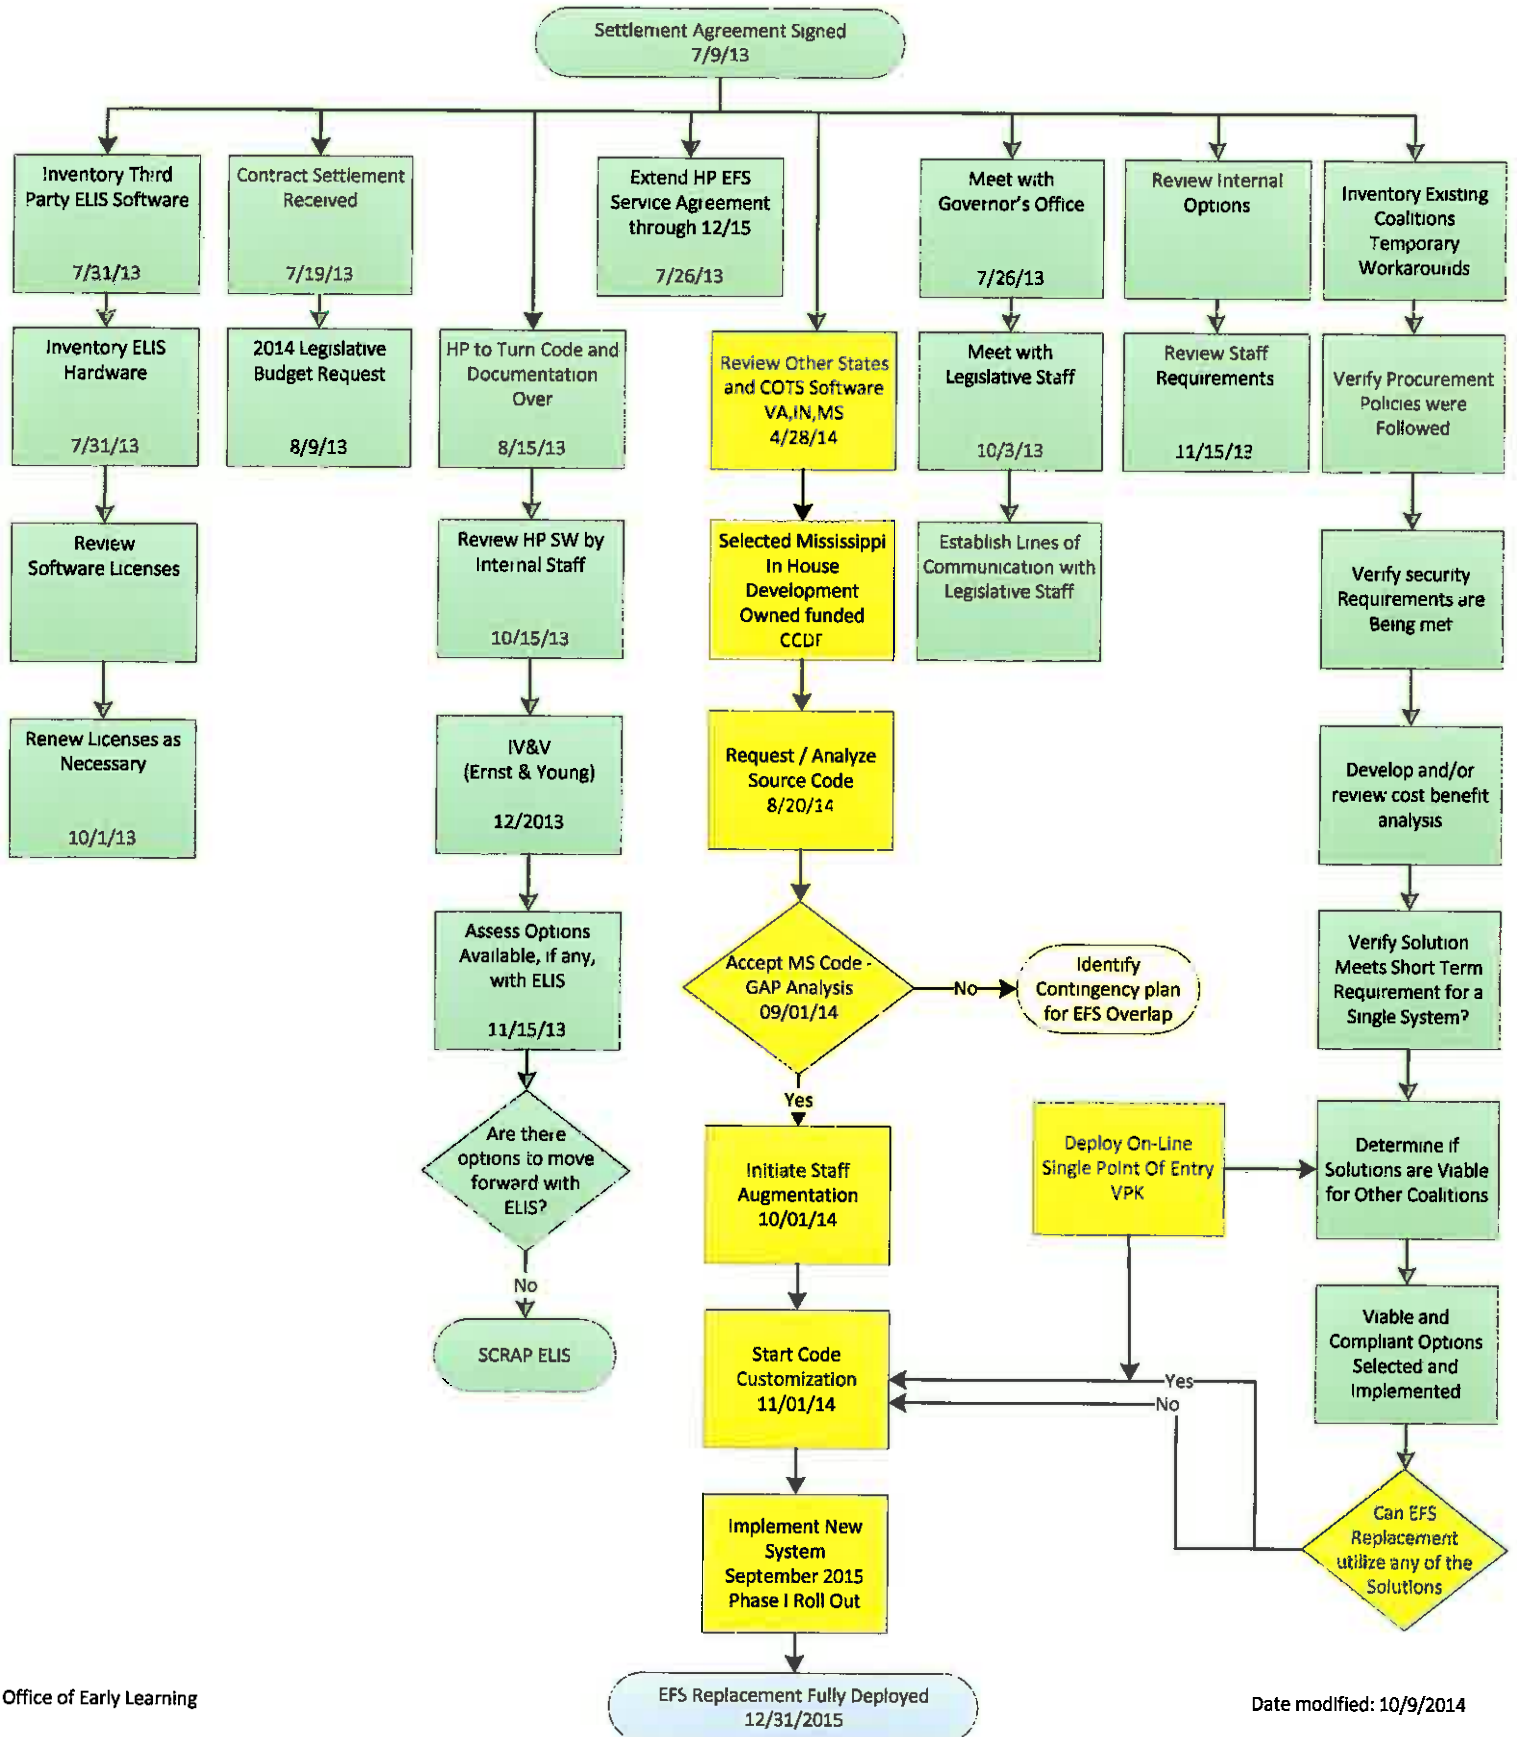 Settlement Agreement Signed
7/9/13
Inventory Third
Party ELIS Software
7/31/13
Contract Settlement
Received
7/19/13
Extend HP EFS
Service Agreement
through 12/15
7/26/13
Meet with
Governor's Office
7/26/13
Review Internal
Options
Inventory Existing
Coalitions
Temporary
Workarounds
Inventory ELIS
Hardware
7/31/13
2014 Legislative
Budget Request
8/9/13
HP to Turn Code and
Documentation
Over
8/15/13
Review Other States
and COTS Software
VA,IN,MS
4/28/14
Meet with
Legislative Staff
10/3/13
Review Staff
Requirements
11/15/13
Verify Procurement
Policies were
Followed
Review
Software Licenses
Review HP SW by
Internal Staff
10/15/13
Selected Mississippi
In House
Development
Owned funded
CCDF
Establish Lines of
Communication with
Legislative Staff
Verify security
Requirements are
Being met
Renew Licenses as
Necessary
10/1/13
IV&V
(Ernst & Young)
12/2013
Request / Analyze
Source Code
8/20/14
Develop and/or
review cost benefit
analysis
Assess Options
Available, if any,
with ELIS
11/15/13
Accept MS Code -
GAP Analysis
09/01/14
No
Identify
Contingency plan
for EFS Overlap
Verify Solution
Meets Short Term
Requirement for a
Single System?
Yes
Are there
options to move
forward with
ELIS?
Initiate Staff
Augmentation
10/01/14
Deploy On-Line
Single Point Of Entry
VPK
Determine if
Solutions are Viable
for Other Coalitions
No
SCRAP ELIS
Start Code
Customization
11/01/14
Yes
No
Viable and
Compliant Options
Selected and
Implemented
Implement New
System
September 2015
Phase I Roll Out
Can EFS
Replacement
utilize any of the
Solutions
Office of Early Learning
EFS Replacement Fully Deployed
12/31/2015
Date modified: 10/9/2014